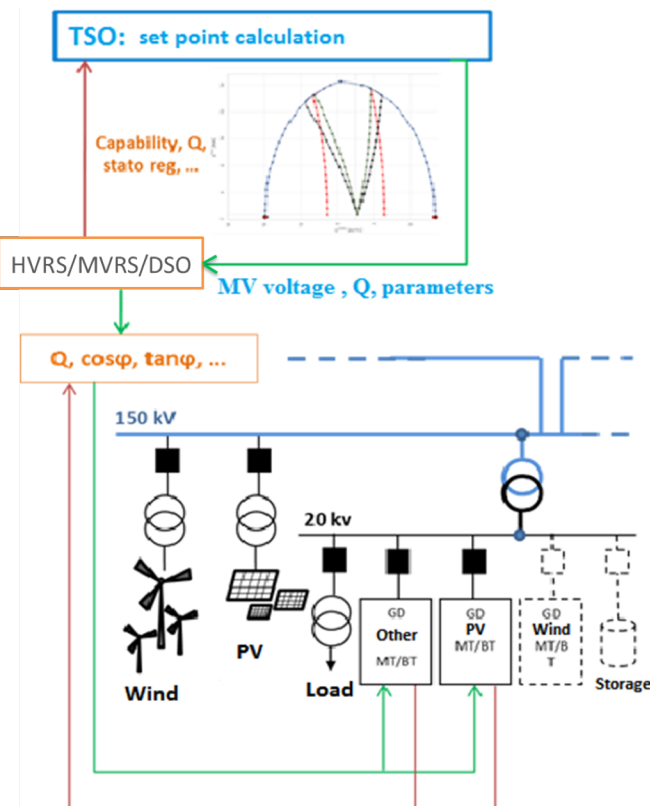 TSO: set point calculation
Capability, Q,
stato reg, ...
HVRS/MVRS/DSO
MV voltage , Q, parameters
Q, cosφ, tanφ, ...
150 kV
20 kv
GD
Other
MT/BT
GD
PV
MT/BT
GD
Wind
MT/B
T
PV
Wind
Load
Storage